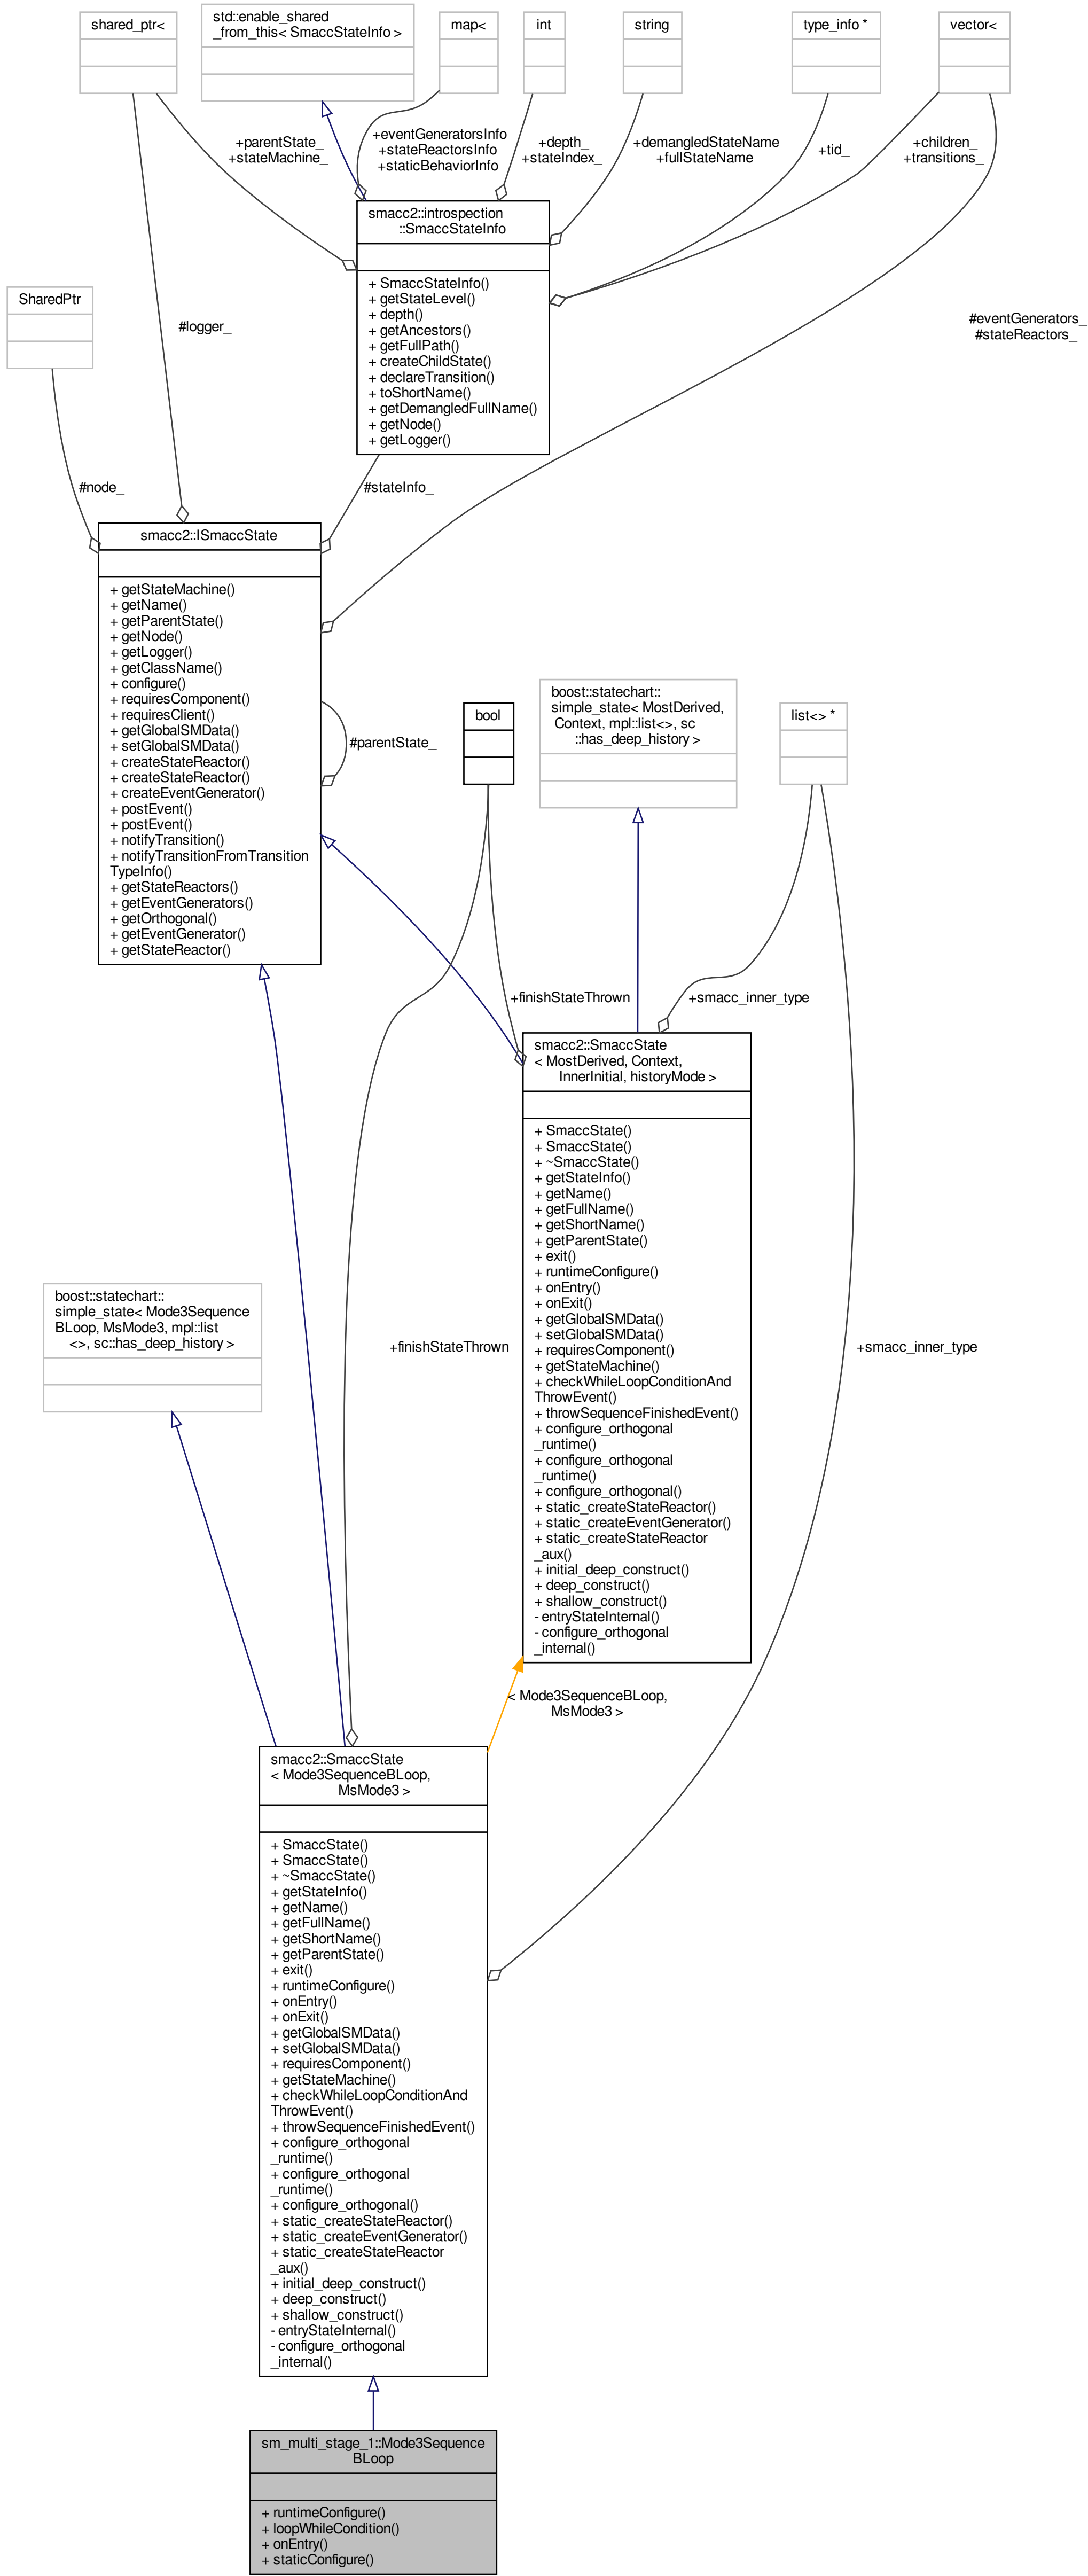 shared_ptr<
std::enable_shared
_from_this< SmaccStateInfo >
map<
int
string
type_info *
vector<
+parentState_
+stateMachine_
+eventGeneratorsInfo
+stateReactorsInfo
+staticBehaviorInfo
+depth_
+stateIndex_
+demangledStateName
+fullStateName
+tid_
+children_
+transitions_
smacc2::introspection
::SmaccStateInfo
+ SmaccStateInfo()
+ getStateLevel()
+ depth()
+ getAncestors()
+ getFullPath()
+ createChildState()
+ declareTransition()
+ toShortName()
+ getDemangledFullName()
+ getNode()
+ getLogger()
SharedPtr
#logger_
#eventGenerators_
#stateReactors_
#node_
#stateInfo_
smacc2::ISmaccState
+ getStateMachine()
+ getName()
+ getParentState()
+ getNode()
+ getLogger()
+ getClassName()
+ configure()
+ requiresComponent()
+ requiresClient()
+ getGlobalSMData()
+ setGlobalSMData()
+ createStateReactor()
+ createStateReactor()
+ createEventGenerator()
+ postEvent()
+ postEvent()
+ notifyTransition()
+ notifyTransitionFromTransition
TypeInfo()
+ getStateReactors()
+ getEventGenerators()
+ getOrthogonal()
+ getEventGenerator()
+ getStateReactor()
#parentState_
bool
boost::statechart::
simple_state< MostDerived,
Context, mpl::list<>, sc
::has_deep_history >
list<> *
+finishStateThrown
+smacc_inner_type
smacc2::SmaccState
< MostDerived, Context,
InnerInitial, historyMode >
+ SmaccState()
+ SmaccState()
+ ~SmaccState()
+ getStateInfo()
+ getName()
+ getFullName()
+ getShortName()
+ getParentState()
+ exit()
+ runtimeConfigure()
+ onEntry()
+ onExit()
+ getGlobalSMData()
+ setGlobalSMData()
+ requiresComponent()
+ getStateMachine()
+ checkWhileLoopConditionAnd
ThrowEvent()
+ throwSequenceFinishedEvent()
+ configure_orthogonal
_runtime()
+ configure_orthogonal
_runtime()
+ configure_orthogonal()
+ static_createStateReactor()
+ static_createEventGenerator()
+ static_createStateReactor
_aux()
+ initial_deep_construct()
+ deep_construct()
+ shallow_construct()
- entryStateInternal()
- configure_orthogonal
_internal()
boost::statechart::
simple_state< Mode3Sequence
BLoop, MsMode3, mpl::list
<>, sc::has_deep_history >
+finishStateThrown
+smacc_inner_type
< Mode3SequenceBLoop,
MsMode3 >
smacc2::SmaccState
< Mode3SequenceBLoop,
MsMode3 >
+ SmaccState()
+ SmaccState()
+ ~SmaccState()
+ getStateInfo()
+ getName()
+ getFullName()
+ getShortName()
+ getParentState()
+ exit()
+ runtimeConfigure()
+ onEntry()
+ onExit()
+ getGlobalSMData()
+ setGlobalSMData()
+ requiresComponent()
+ getStateMachine()
+ checkWhileLoopConditionAnd
ThrowEvent()
+ throwSequenceFinishedEvent()
+ configure_orthogonal
_runtime()
+ configure_orthogonal
_runtime()
+ configure_orthogonal()
+ static_createStateReactor()
+ static_createEventGenerator()
+ static_createStateReactor
_aux()
+ initial_deep_construct()
+ deep_construct()
+ shallow_construct()
- entryStateInternal()
- configure_orthogonal
_internal()
sm_multi_stage_1::Mode3Sequence
BLoop
+ runtimeConfigure()
+ loopWhileCondition()
+ onEntry()
+ staticConfigure()